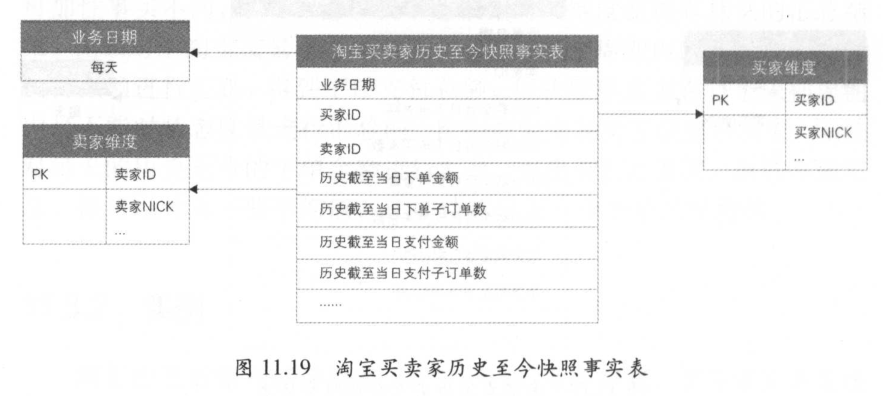 业务日期
每天
卖家维度
PK 卖家ID
卖家NICK
...
淘宝买卖家历史至今快照事实表
业务日期
买家ID
卖家ID
历史截至当日下单金额
历史截至当日下单子订单数
历史截至当日支付金额
历史截至当日支付子订单数
......
买家维度
PK 买家ID
买家NICK
...
图 11.19 淘宝买卖家历史至今快照事实表